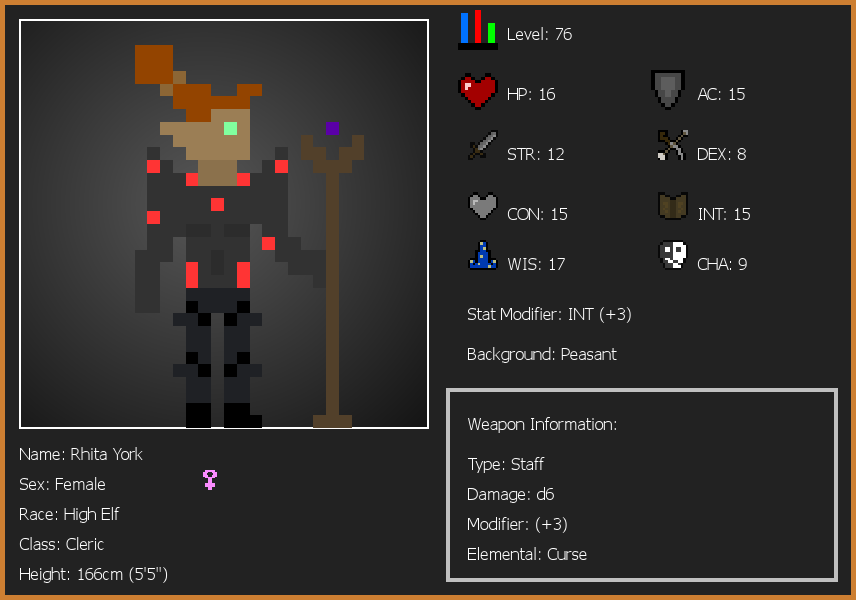 Level: 76
HP: 16
AC: 15
STR: 12
DEX: 8
CON: 15
INT: 15
WIS: 17
CHA: 9
Stat Modifier: INT (+3)
Background: Peasant
Weapon Information:
Type: Staff
Damage: d6
Modifier: (+3)
Elemental: Curse
Name: Rhita York
Sex: Female
Race: High Elf
Class: Cleric
Height: 166cm (5'5")